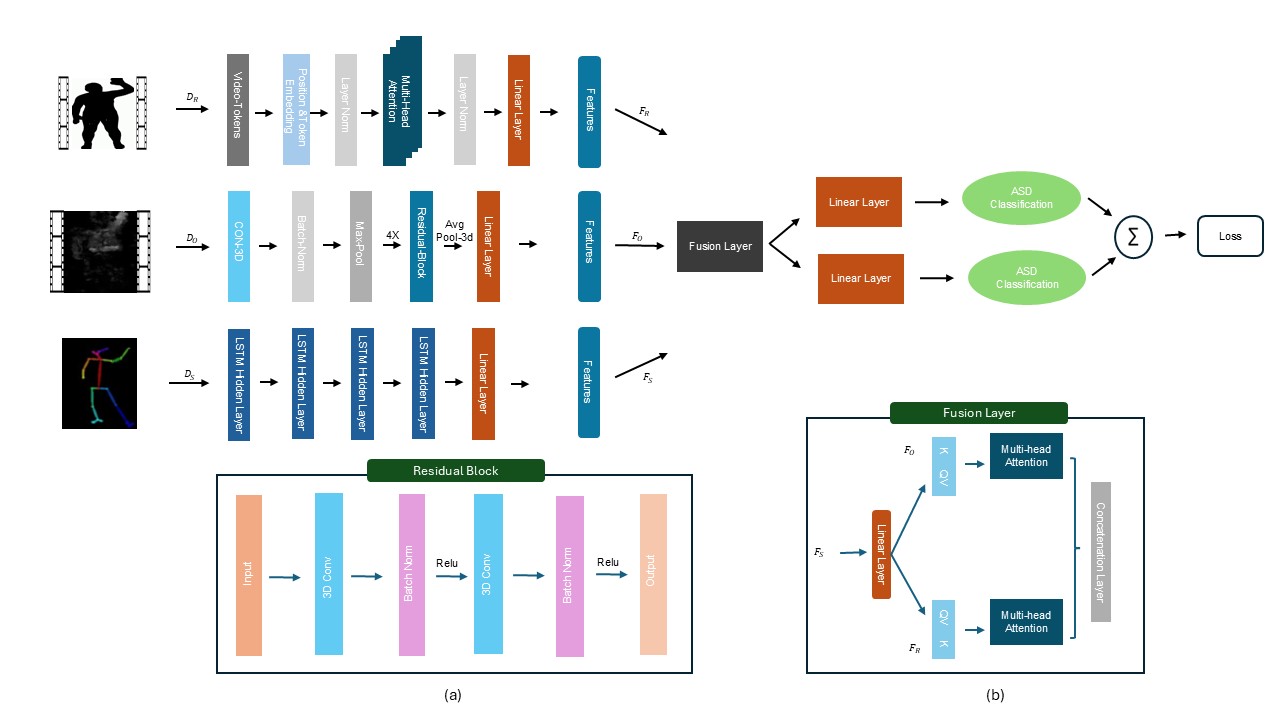 D_R
Video-Tokens
Position &Token
Embedding
Layer Norm
Multi-Head
Attention
Layer Norm
Linear Layer
Features
F_R
D_O
CON-3D
Batch-Norm
Max-Pool
4X
Residual-Block
Avg
Pool-3d
Linear Layer
Features
F_O
Fusion Layer
Linear Layer
ASD
Classification
Linear Layer
ASD
Classification
Σ
Loss
D_S
LSTM Hidden Layer
LSTM Hidden Layer
LSTM Hidden Layer
LSTM Hidden Layer
Linear Layer
Features
F_S
Residual Block
Input
3D Conv
Batch Norm
Relu
3D Conv
Batch Norm
Relu
Output
(a)
Fusion Layer
F_O
K QV
Multi-head
Attention
F_S
Linear Layer
Concatenation Layer
F_R
QV K
Multi-head
Attention
(b)